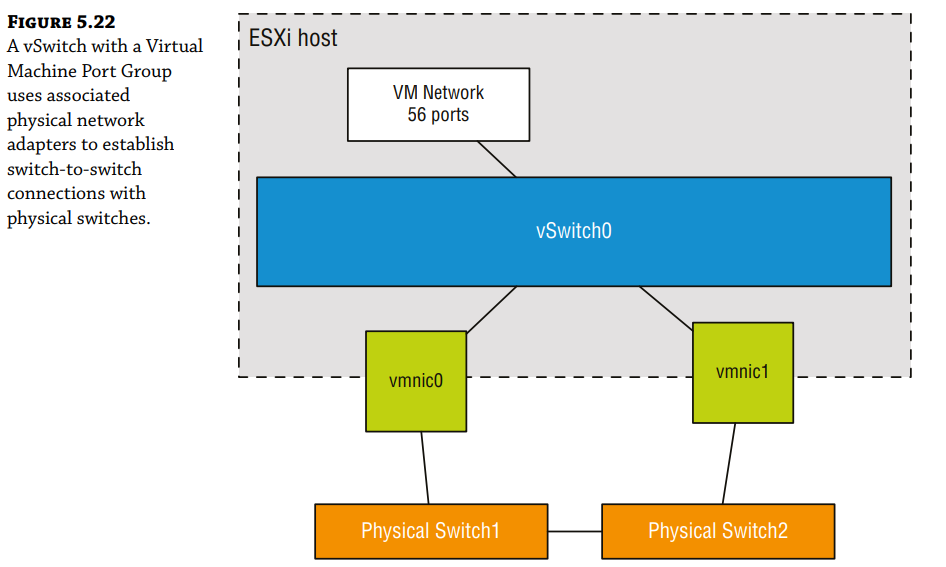 FIGURE 5.22
A vSwitch with a Virtual
Machine Port Group
uses associated
physical network
adapters to establish
switch-to-switch
connections with
physical switches.
ESXi host
VM Network
56 ports
vSwitch0
vmnic0
vmnic1
Physical Switch1
Physical Switch2